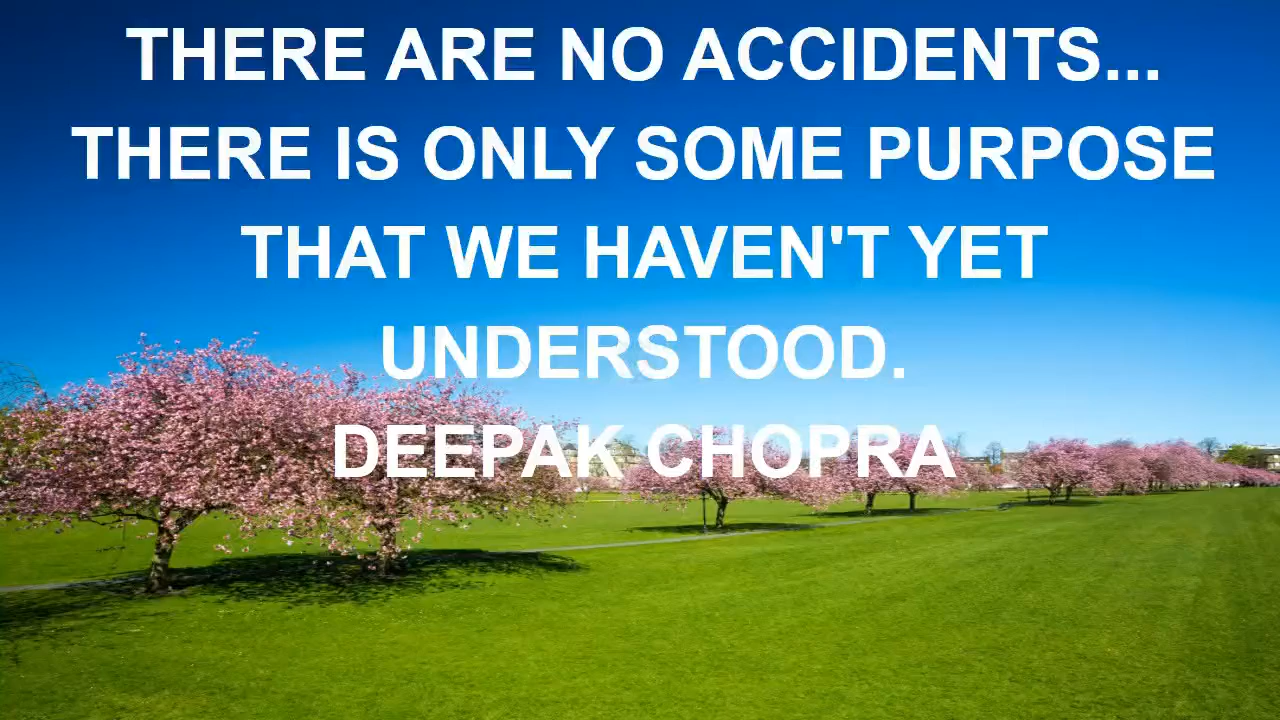 THERE ARE NO ACCIDENTS...
THERE IS ONLY SOME PURPOSE
THAT WE HAVEN'T YET
UNDERSTOOD.
DEEPAK CHOPRA